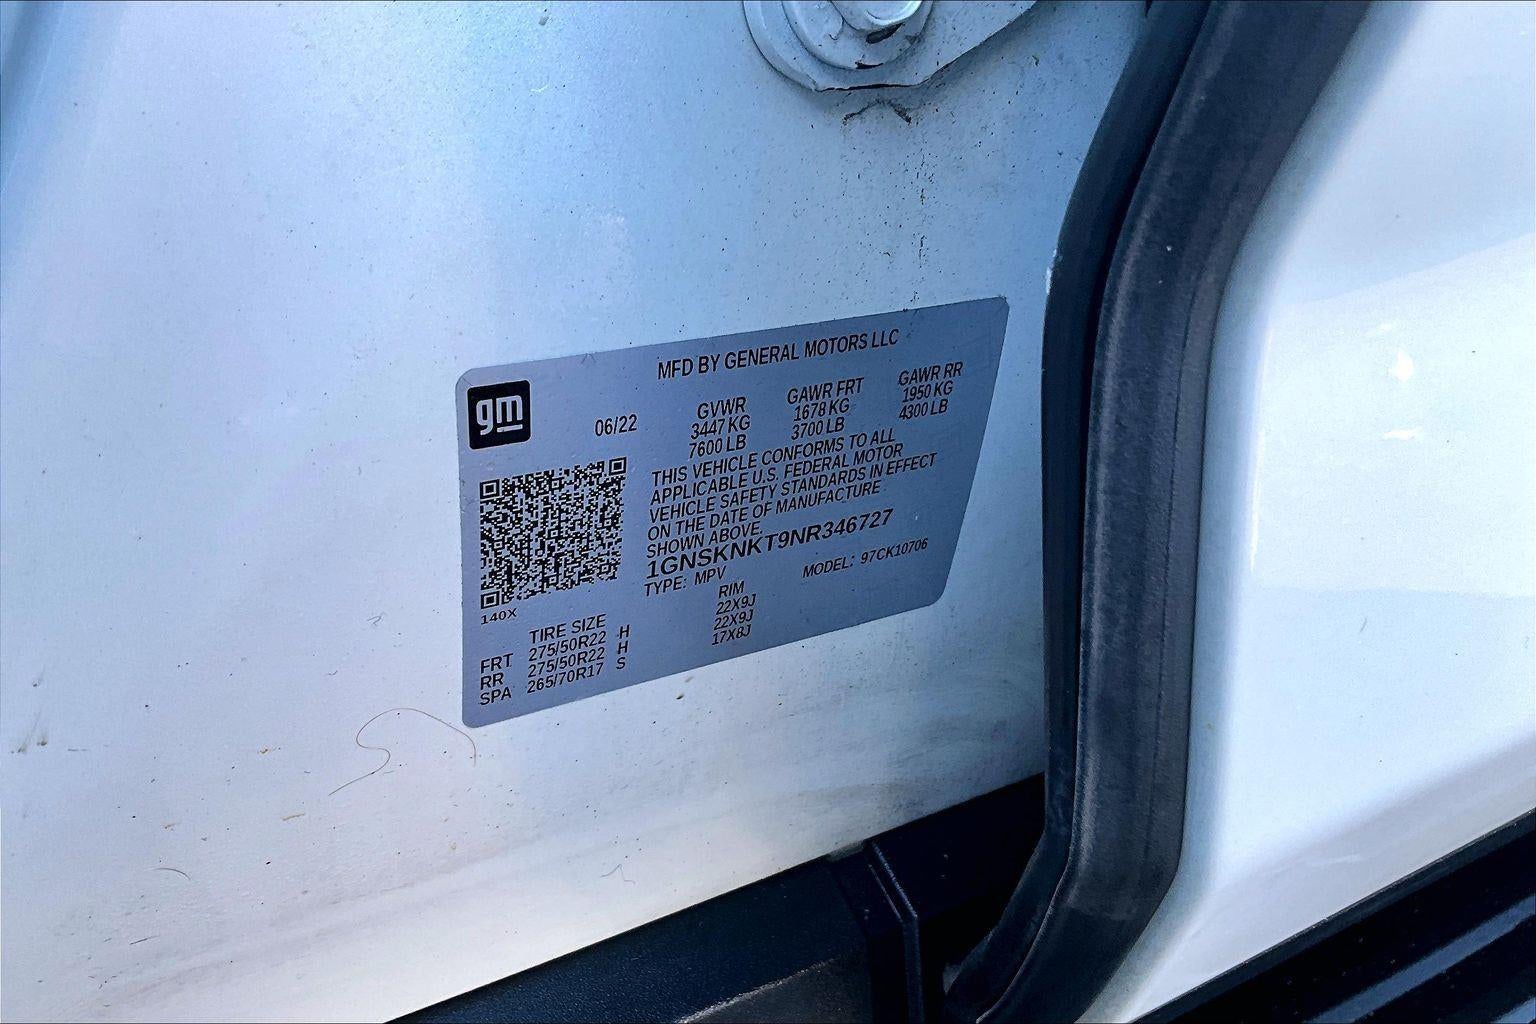 MFD BY GENERAL MOTORS LLC
gm
06/22
GVWR
3447 KG
7600 LB
GAWR FRT
1678 KG
3700 LB
GAWR RR
1950 KG
4300 LB
THIS VEHICLE CONFORMS TO ALL
APPLICABLE U.S. FEDERAL MOTOR
VEHICLE SAFETY STANDARDS IN EFFECT
ON THE DATE OF MANUFACTURE
SHOWN ABOVE.
1GNSKNKT9NR346727
TYPE: MPV MODEL: 97CK10706
140X
TIRE SIZE RIM
FRT 275/50R22 H 22X9J
RR 275/50R22 H 22X9J
SPA 265/70R17 S 17X8J